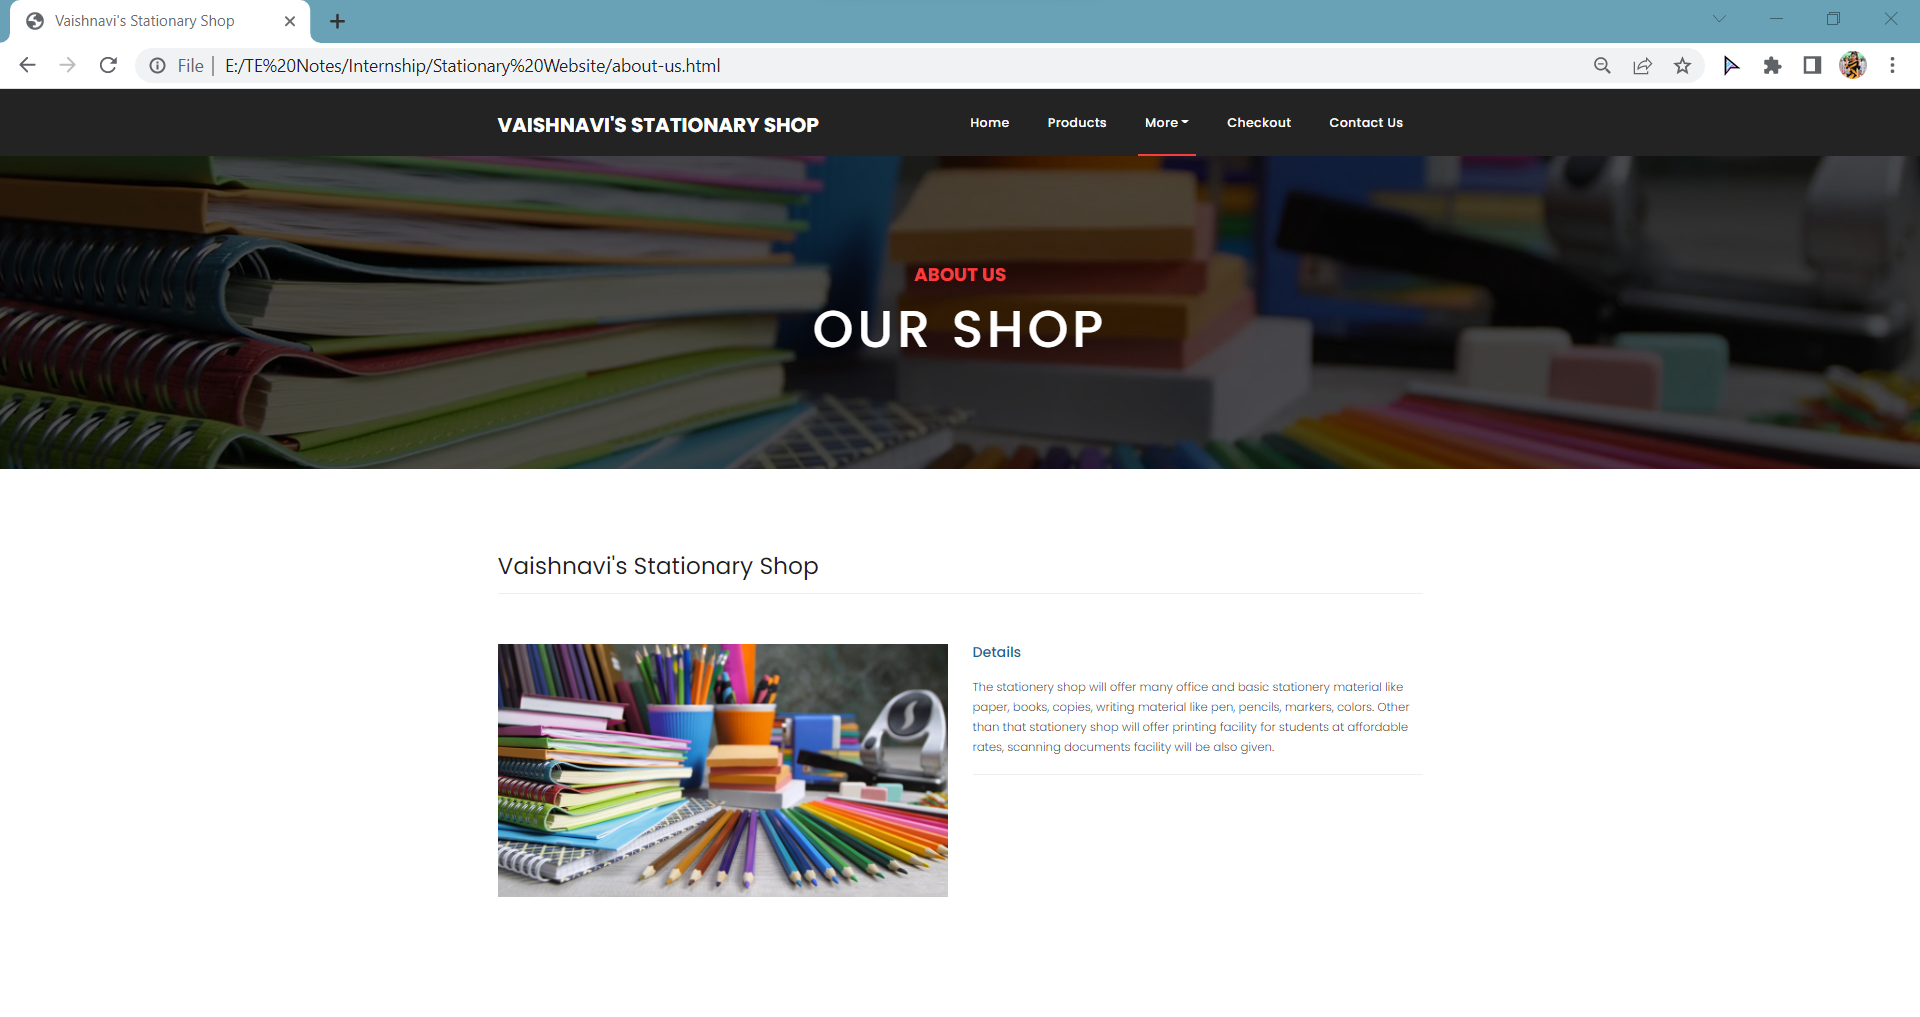 Vaishnavi's Stationary Shop
File | E:/TE%20Notes/Internship/Stationary%20Website/about-us.html
VAISHNAVI'S STATIONARY SHOP
Home Products More Checkout Contact Us
ABOUT US
OUR SHOP
Vaishnavi's Stationary Shop
Details
The stationery shop will offer many office and basic stationery material like
paper, books, copies, writing material like pen, pencils, markers, colors. Other
than that stationery shop will offer printing facility for students at affordable
rates, scanning documents facility will be also given.